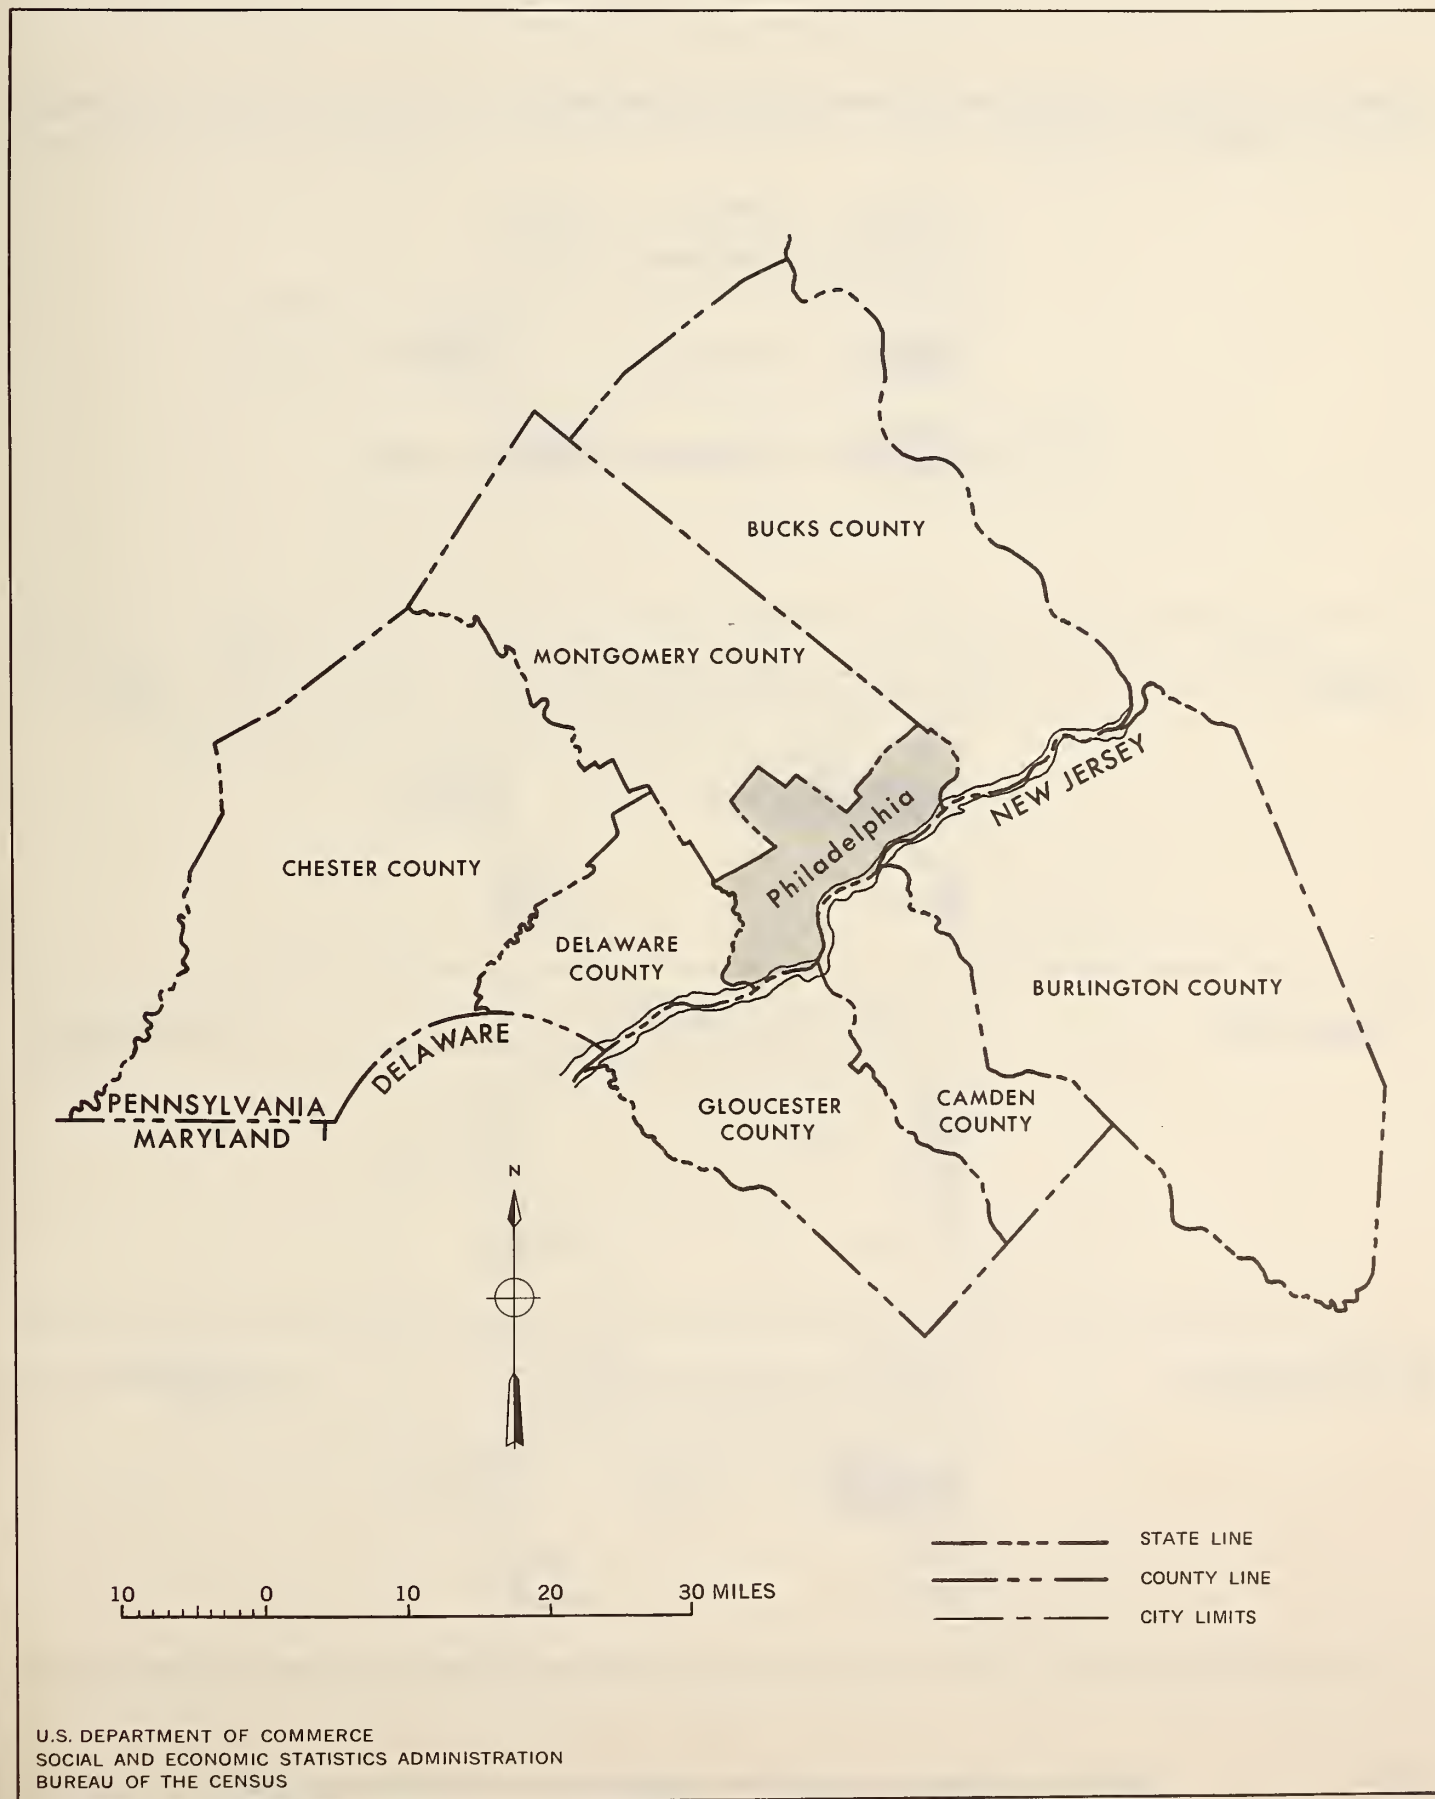 BUCKS COUNTY
MONTGOMERY COUNTY
Philadelphia
NEW JERSEY
CHESTER COUNTY
DELAWARE
COUNTY
BURLINGTON COUNTY
DELAWARE
PENNSYLVANIA
MARYLAND
GLOUCESTER
COUNTY
CAMDEN
COUNTY
N
STATE LINE
COUNTY LINE
CITY LIMITS
10 0 10 20 30 MILES
U.S. DEPARTMENT OF COMMERCE
SOCIAL AND ECONOMIC STATISTICS ADMINISTRATION
BUREAU OF THE CENSUS